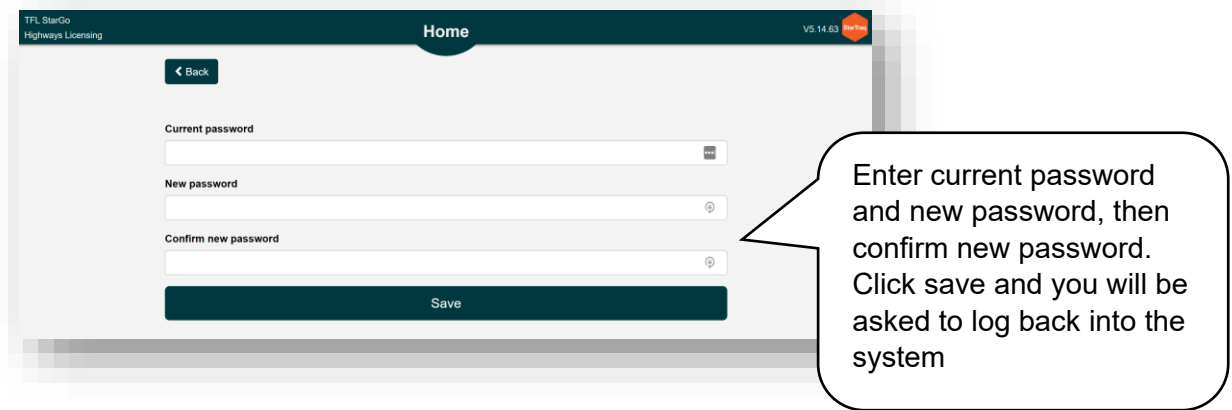 TFL StarGo
Highways Licensing
Home
V5.14.63
StarTraq
Back
Current password
New password
Confirm new password
Save
Enter current password
and new password, then
confirm new password.
Click save and you will be
asked to log back into the
system